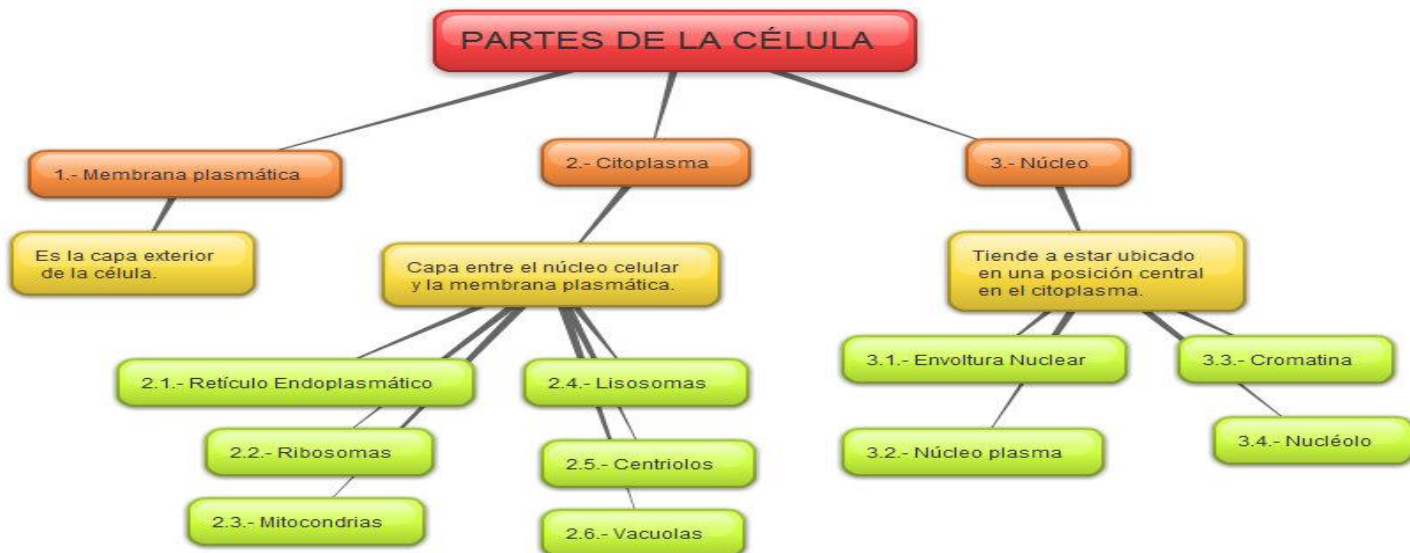 PARTES DE LA CÉLULA
1.- Membrana plasmática
Es la capa exterior
de la célula.
2.- Citoplasma
Capa entre el núcleo celular
y la membrana plasmática.
2.1.- Retículo Endoplasmático
2.2.- Ribosomas
2.3.- Mitocondrias
2.4.- Lisosomas
2.5.- Centriolos
2.6.- Vacuolas
3.- Núcleo
Tiende a estar ubicado
en una posición central
en el citoplasma.
3.1.- Envoltura Nuclear
3.2.- Núcleo plasma
3.3.- Cromatina
3.4.- Nucléolo